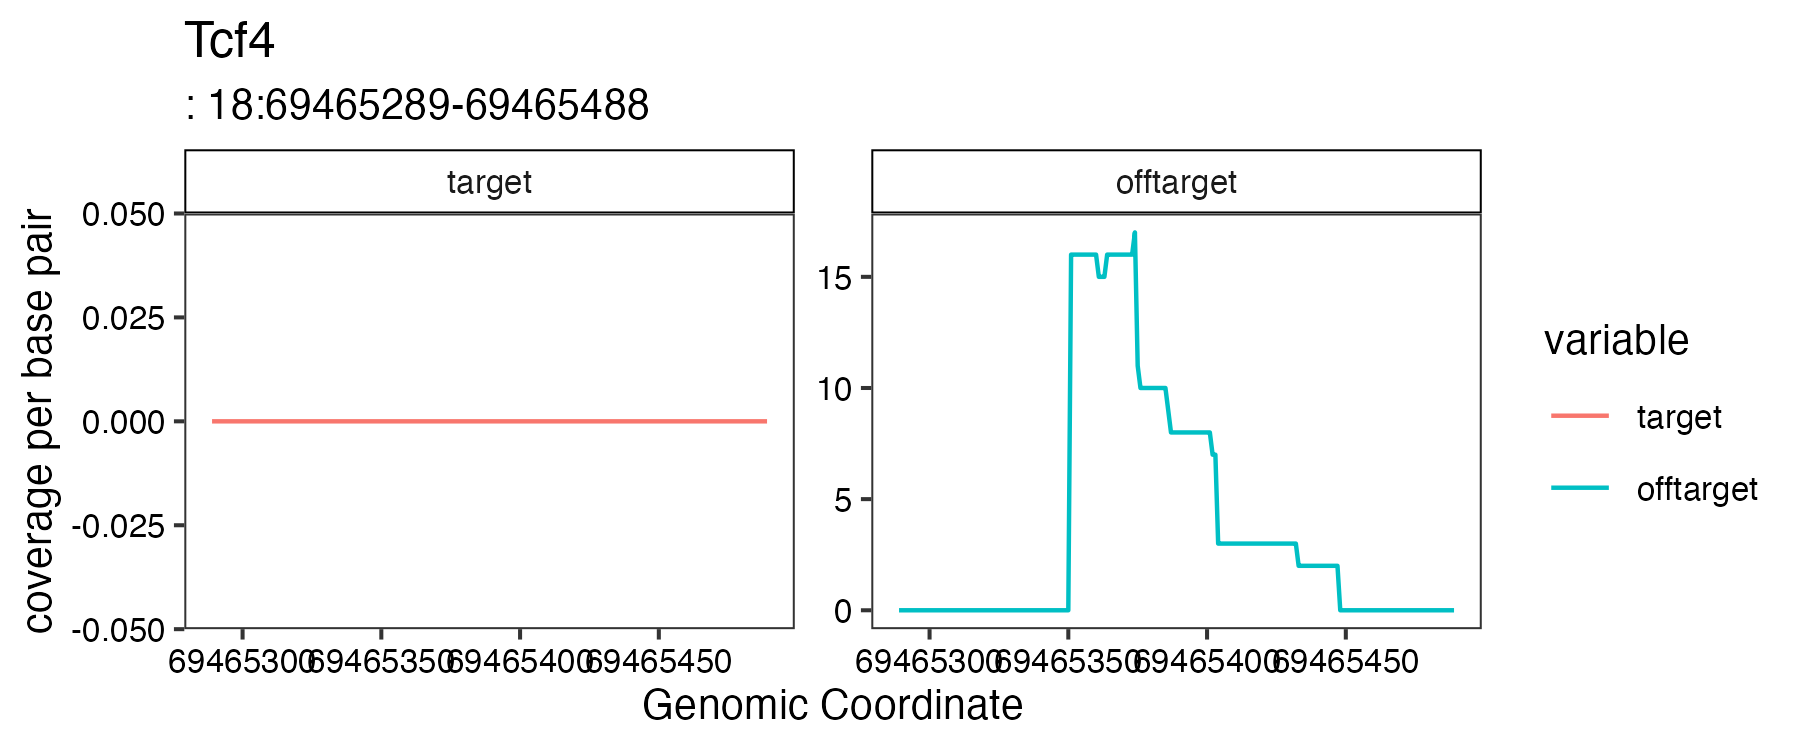 Tcf4
: 18:69465289-69465488
target
offtarget
coverage per base pair
0.050
0.025
0.000
-0.025
-0.050
15
10
5
0
69465300 69465350 69465400 69465450
69465300 69465350 69465400 69465450
Genomic Coordinate
variable
target
offtarget